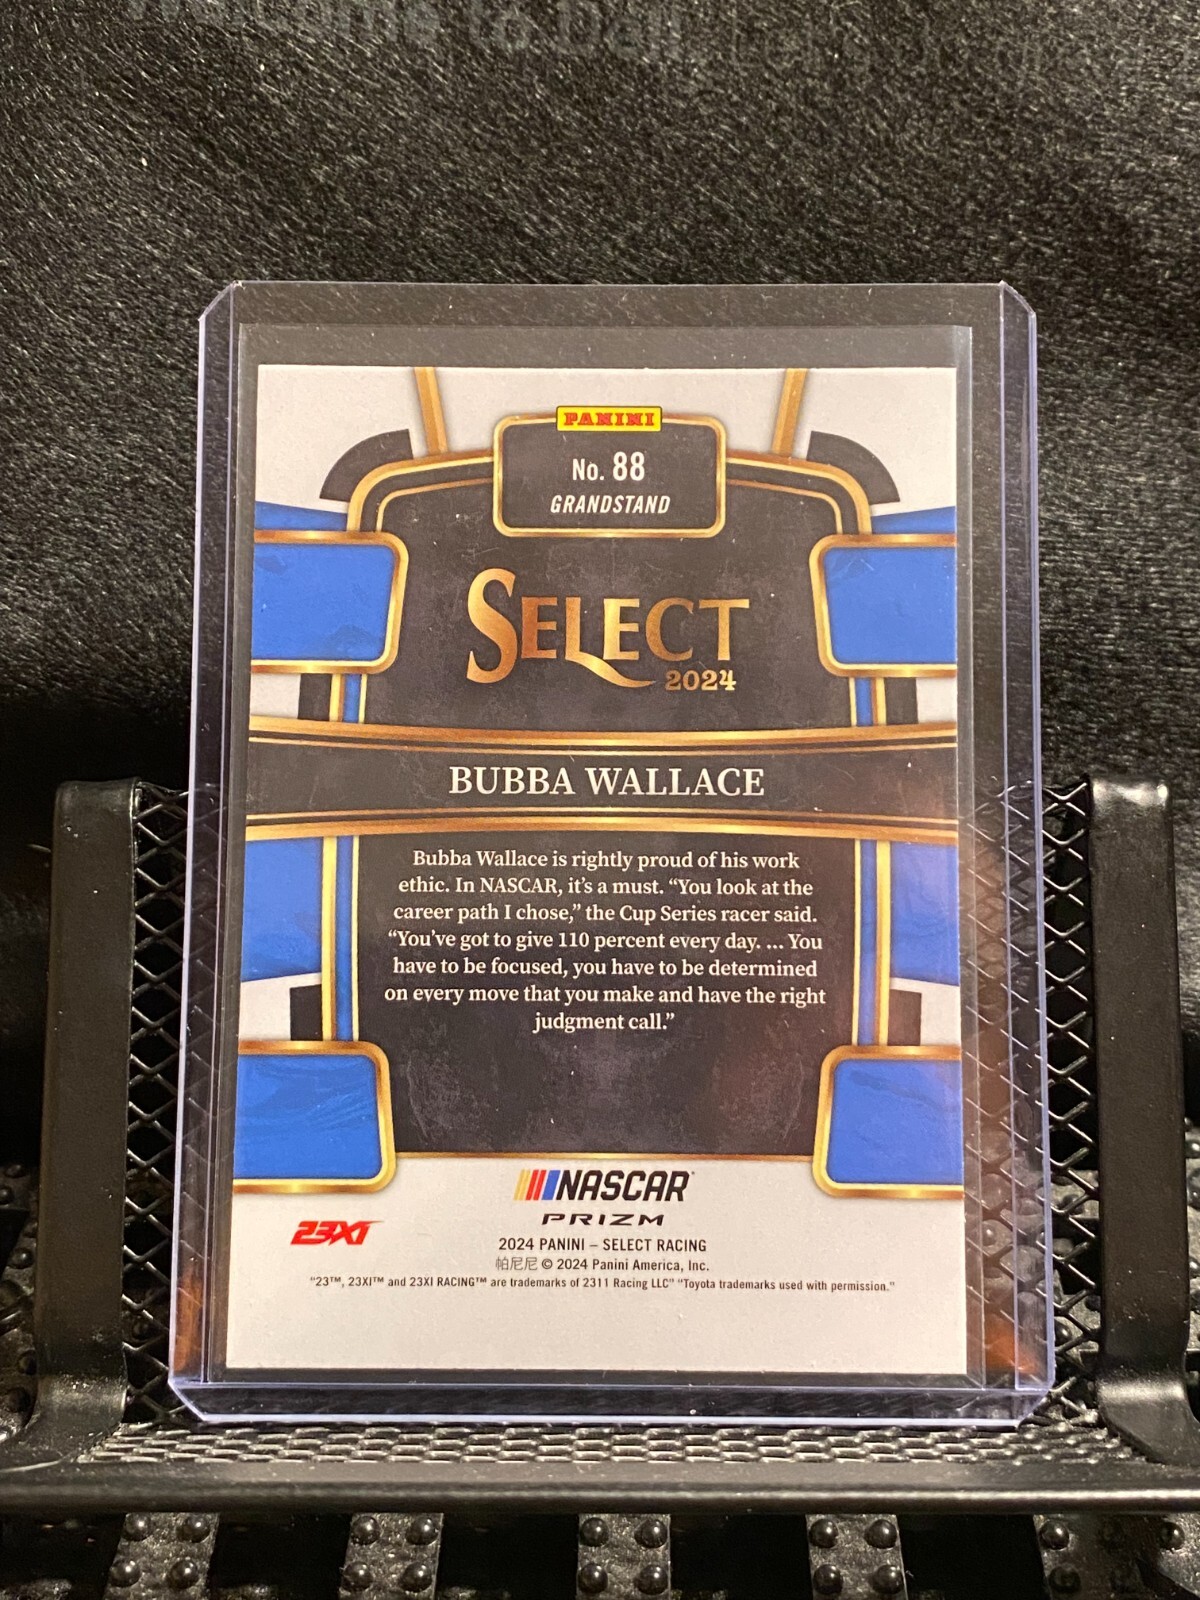 Welcome to Dal
PANINI
No. 88
GRANDSTAND
SELECT
2024
BUBBA WALLACE
Bubba Wallace is rightly proud of his work
ethic. In NASCAR, it's a must. “You look at the
career path I chose,” the Cup Series racer said.
“You've got to give 110 percent every day. ... You
have to be focused, you have to be determined
on every move that you make and have the right
judgment call.”
NASCAR
PRIZM
23XI
2024 PANINI – SELECT RACING
帕尼尼 © 2024 Panini America, Inc.
"23™, 23XI™ and 23XI RACING™ are trademarks of 2311 Racing LLC" "Toyota trademarks used with permission."